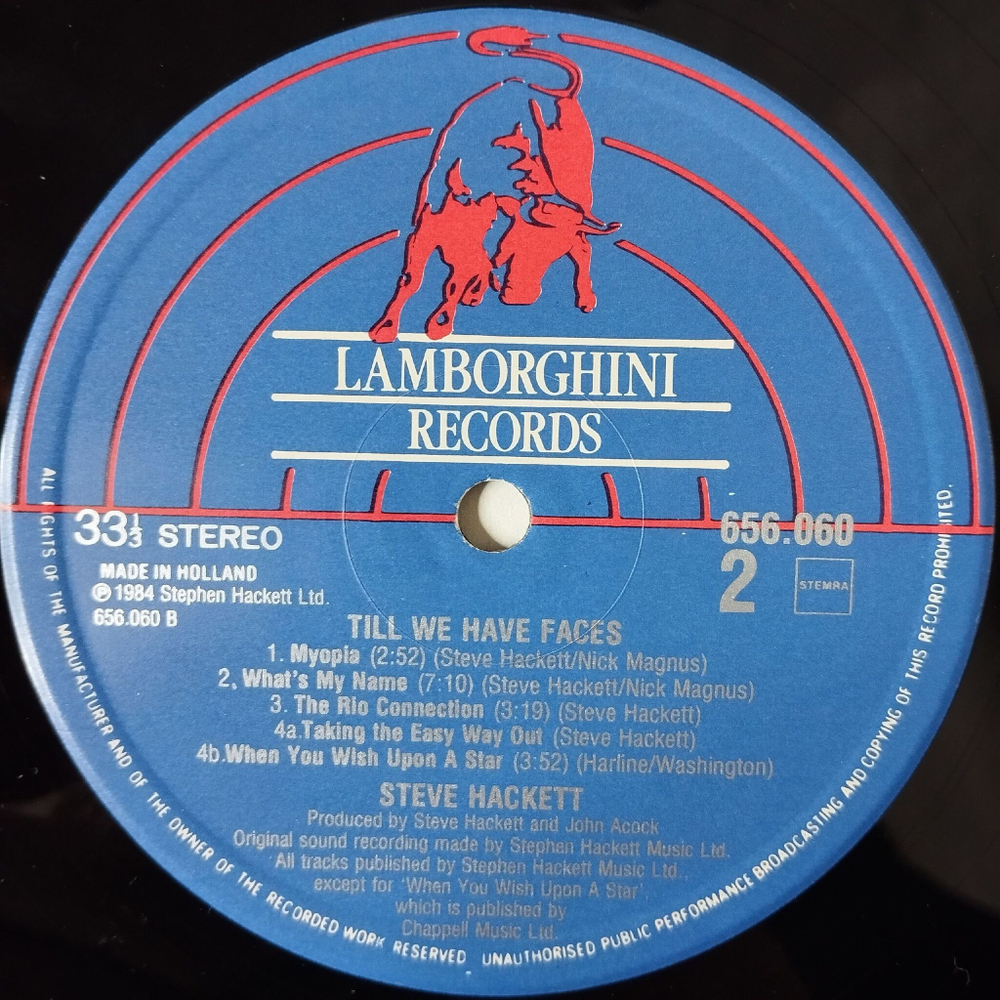 LAMBORGHINI
RECORDS
33⅓ STEREO
MADE IN HOLLAND
℗ 1984 Stephen Hackett Ltd.
656.060 B
656.060
2
STEMRA
TILL WE HAVE FACES
1. Myopia (2:52) (Steve Hackett/Nick Magnus)
2. What's My Name (7:10) (Steve Hackett/Nick Magnus)
3. The Rio Connection (3:19) (Steve Hackett)
4a.Taking the Easy Way Out (Steve Hackett)
4b.When You Wish Upon A Star (3:52) (Harline/Washington)
STEVE HACKETT
Produced by Steve Hackett and John Acock
Original sound recording made by Stephen Hackett Music Ltd.
All tracks published by Stephen Hackett Music Ltd.,
except for 'When You Wish Upon A Star',
which is published by
Chappell Music Ltd.
ALL RIGHTS OF THE MANUFACTURER AND OF THE OWNER OF THE RECORDED WORK RESERVED UNAUTHORISED PUBLIC PERFORMANCE BROADCASTING AND COPYING OF THIS RECORD PROHIBITED.